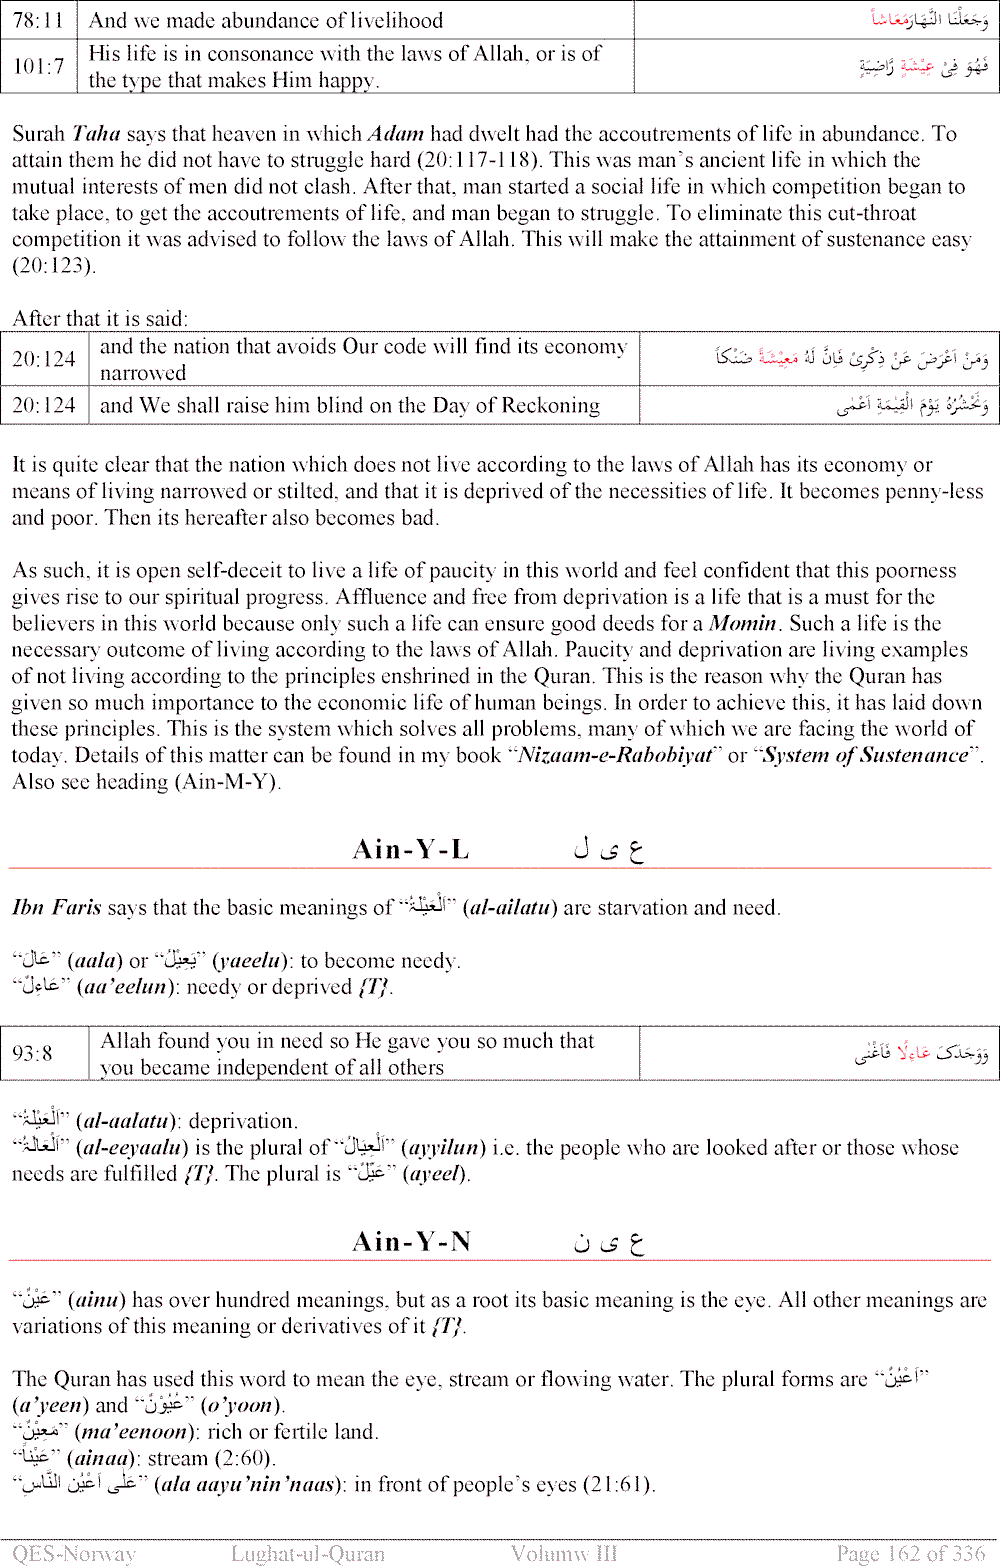 78:11 And we made abundance of livelihood وَجَعَلْنَا النَّهَارَمَعَاشاً
101:7 His life is in consonance with the laws of Allah, or is of
the type that makes Him happy. فَهُوَ فِیْ عِیْشَۃٍ رَّاضِیَۃٍ
Surah Taha says that heaven in which Adam had dwelt had the accoutrements of life in abundance. To
attain them he did not have to struggle hard (20:117-118). This was man’s ancient life in which the
mutual interests of men did not clash. After that, man started a social life in which competition began to
take place, to get the accoutrements of life, and man began to struggle. To eliminate this cut-throat
competition it was advised to follow the laws of Allah. This will make the attainment of sustenance easy
(20:123).
After that it is said:
20:124 and the nation that avoids Our code will find its economy
narrowed وَمَنْ اَعْرَضَ عَنْ ذِکْرِیْ فَاِنَّ لَہُ مَعِیْشَۃً ضَنْکاً
20:124 and We shall raise him blind on the Day of Reckoning وَنَحْشُرُہُ یَوْمَ الْقِیٰمَۃِ اَعْمٰی
It is quite clear that the nation which does not live according to the laws of Allah has its economy or
means of living narrowed or stilted, and that it is deprived of the necessities of life. It becomes penny-less
and poor. Then its hereafter also becomes bad.
As such, it is open self-deceit to live a life of paucity in this world and feel confident that this poorness
gives rise to our spiritual progress. Affluence and free from deprivation is a life that is a must for the
believers in this world because only such a life can ensure good deeds for a Momin. Such a life is the
necessary outcome of living according to the laws of Allah. Paucity and deprivation are living examples
of not living according to the principles enshrined in the Quran. This is the reason why the Quran has
given so much importance to the economic life of human beings. In order to achieve this, it has laid down
these principles. This is the system which solves all problems, many of which we are facing the world of
today. Details of this matter can be found in my book “Nizaam-e-Rabobiyat” or “System of Sustenance”.
Also see heading (Ain-M-Y).
Ain-Y-L ع ی ل
Ibn Faris says that the basic meanings of “اَلْعَیْلَۃُ” (al-ailatu) are starvation and need.
“عَالَ” (aala) or “یَعِیْلُ” (yaeelu): to become needy.
“عَاءِلٌ” (aa’eelun): needy or deprived {T}.
93:8 Allah found you in need so He gave you so much that
you became independent of all others وَوَجَدَکَ عَاءِلًا فَاَغْنٰی
“اَلْعَیْلَۃُ” (al-aalatu): deprivation.
“اَلْعَالَۃُ” (al-eeyaalu) is the plural of “اَلْعِیَالُ” (ayyilun) i.e. the people who are looked after or those whose
needs are fulfilled {T}. The plural is “عَیِّلٌ” (ayeel).
Ain-Y-N ع ی ن
“عَیْنٌ” (ainu) has over hundred meanings, but as a root its basic meaning is the eye. All other meanings are
variations of this meaning or derivatives of it {T}.
The Quran has used this word to mean the eye, stream or flowing water. The plural forms are “اَعْیُنٌ”
(a’yeen) and “عُیُوْنٌ” (o’yoon).
“مَعِیْنٌ” (ma’eenoon): rich or fertile land.
“عَیْناً” (ainaa): stream (2:60).
“عَلٰی اَعْیُنِ النَّاسِ” (ala aayu’nin’naas): in front of people’s eyes (21:61).
QES-Norway Lughat-ul-Quran Volumw III Page 162 of 336